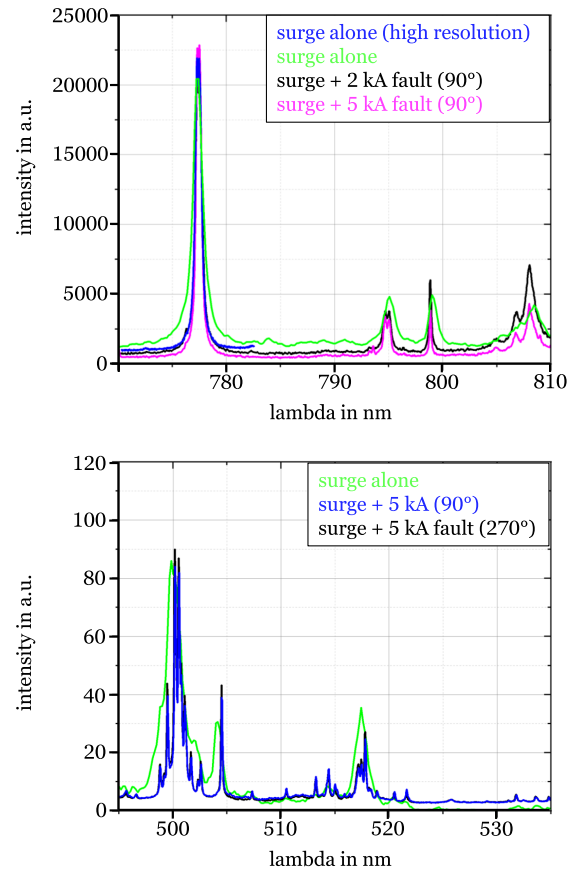 25000
20000
15000
10000
5000
0
intensity in a.u.
surge alone (high resolution)
surge alone
surge + 2 kA fault (90°)
surge + 5 kA fault (90°)
780
790
800
810
lambda in nm
120
100
80
60
40
20
0
intensity in a.u.
surge alone
surge + 5 kA (90°)
surge + 5 kA fault (270°)
500
510
520
530
lambda in nm